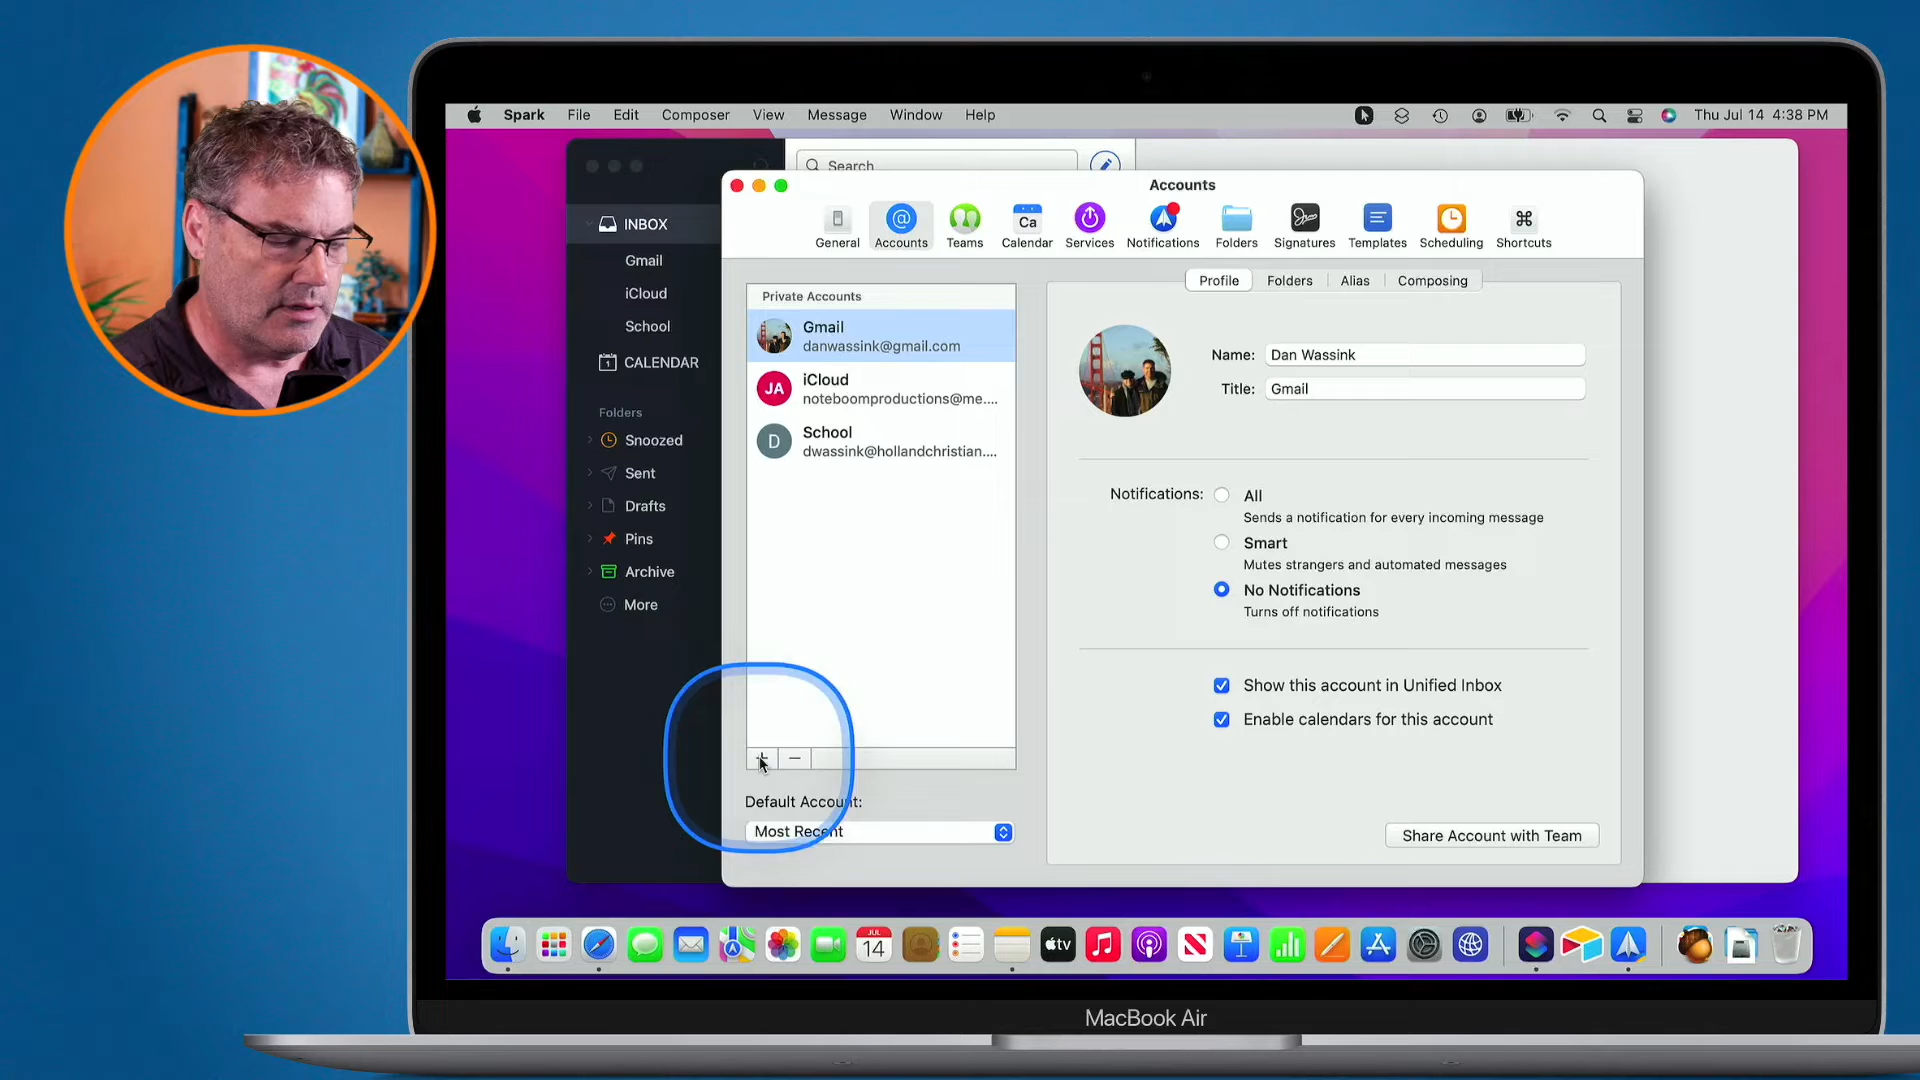 Spark File Edit Composer View Message Window Help
Thu Jul 14 4:38 PM
Search
Accounts
General Accounts Teams Calendar Services Notifications Folders Signatures Templates Scheduling Shortcuts
Ca
INBOX
Gmail
iCloud
School
CALENDAR
Folders
Snoozed
Sent
Drafts
Pins
Archive
More
Private Accounts
Gmail
danwassink@gmail.com
JA
iCloud
noteboomproductions@me....
D
School
dwassink@hollandchristian....
Default Account:
Most Recent
Profile Folders Alias Composing
Name: Dan Wassink
Title: Gmail
Notifications: All
Sends a notification for every incoming message
Smart
Mutes strangers and automated messages
No Notifications
Turns off notifications
Show this account in Unified Inbox
Enable calendars for this account
Share Account with Team
JUL
14
tv
MacBook Air